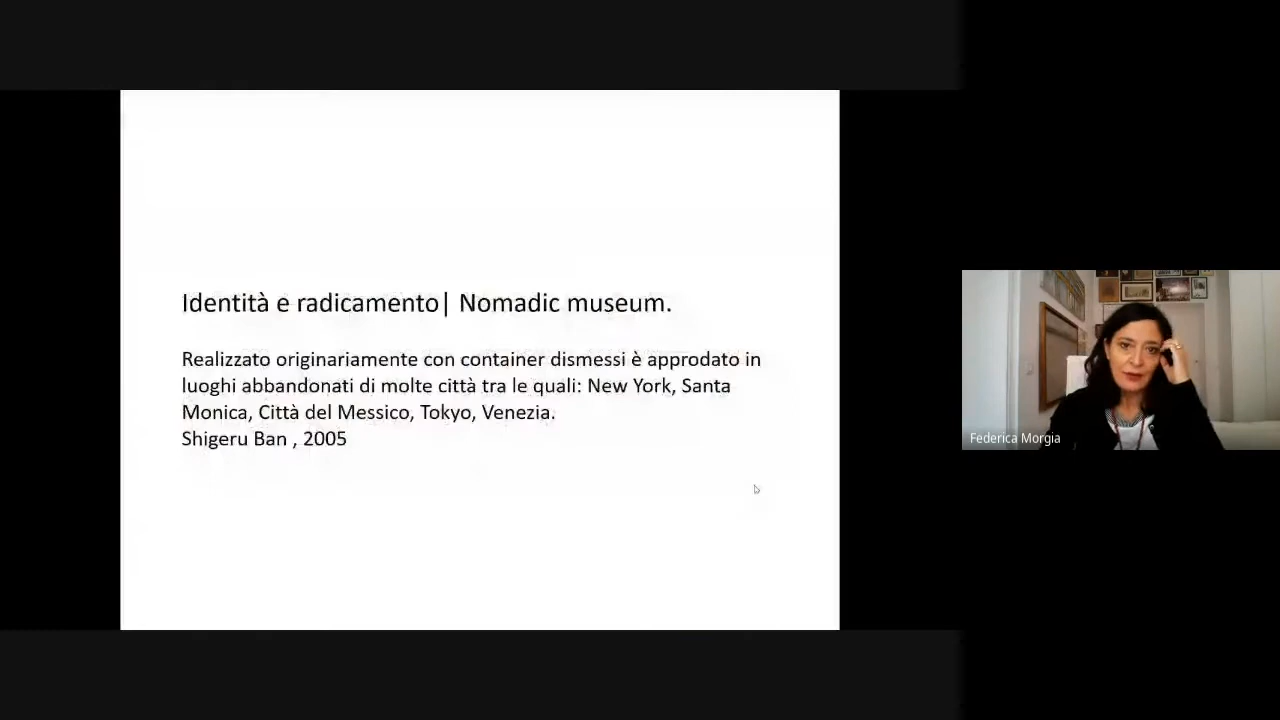 Identità e radicamento| Nomadic museum.
Realizzato originariamente con container dismessi è approdato in
luoghi abbandonati di molte città tra le quali: New York, Santa
Monica, Città del Messico, Tokyo, Venezia.
Shigeru Ban , 2005
Federica Morgia